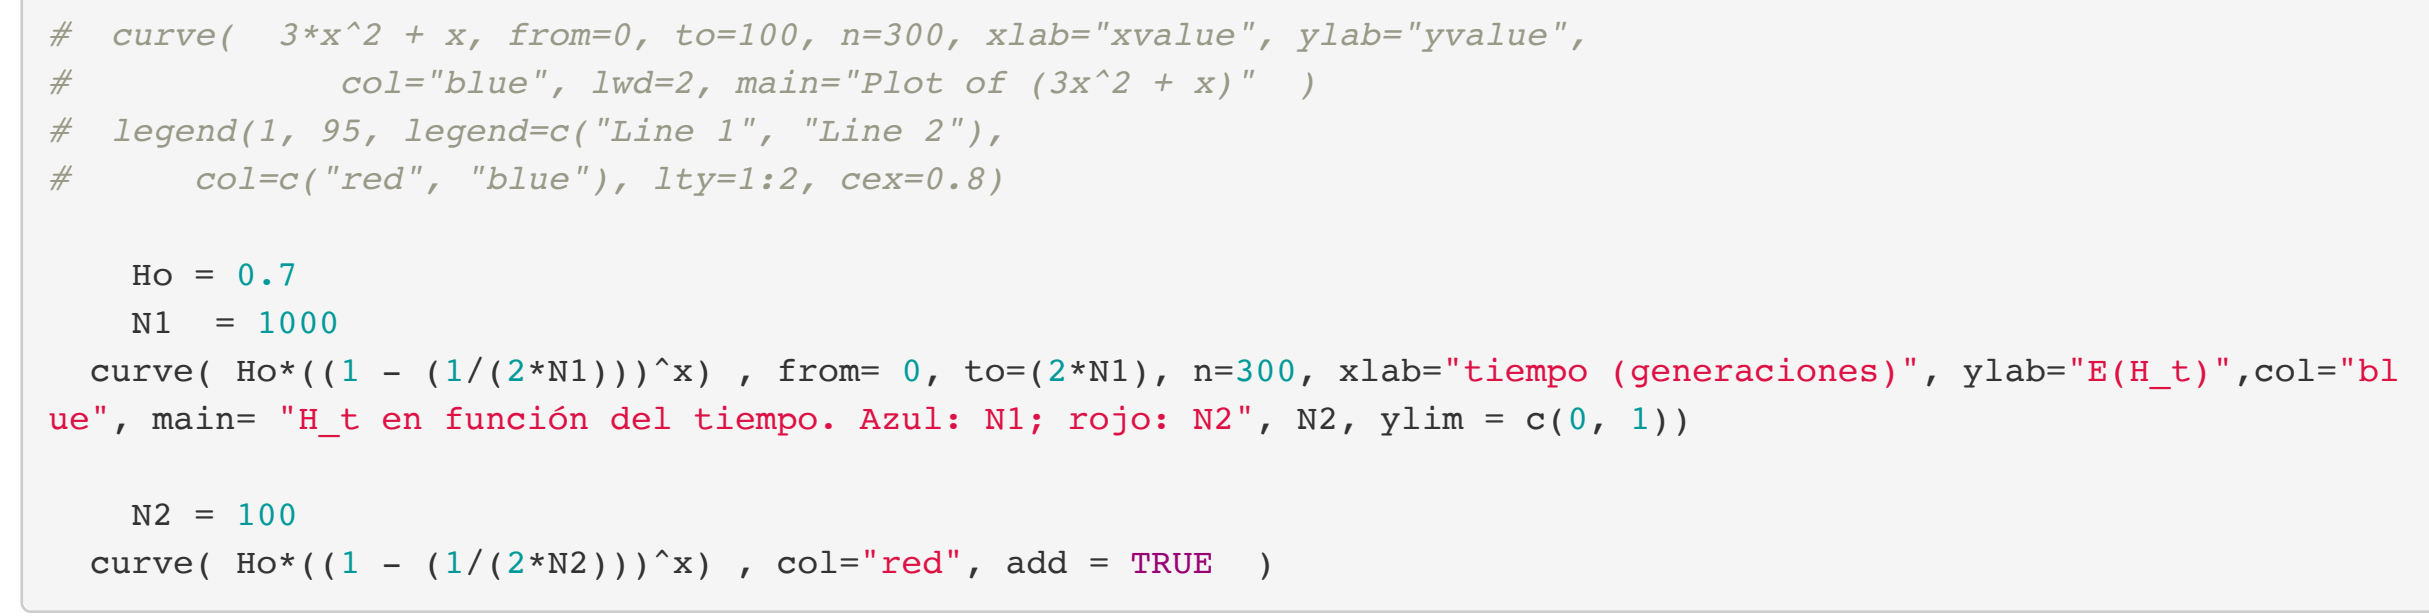 #  curve(  3*x^2 + x, from=0, to=100, n=300, xlab="xvalue", ylab="yvalue",
#             col="blue", lwd=2, main="Plot of (3x^2 + x)"  )
#  legend(1, 95, legend=c("Line 1", "Line 2"),
#      col=c("red", "blue"), lty=1:2, cex=0.8)
    Ho = 0.7
    N1  = 1000
  curve( Ho*((1 - (1/(2*N1)))^x) , from= 0, to=(2*N1), n=300, xlab="tiempo (generaciones)", ylab="E(H_t)",col="bl
ue", main= "H_t en función del tiempo. Azul: N1; rojo: N2", N2, ylim = c(0, 1))
    N2 = 100
  curve( Ho*((1 - (1/(2*N2)))^x) , col="red", add = TRUE  )